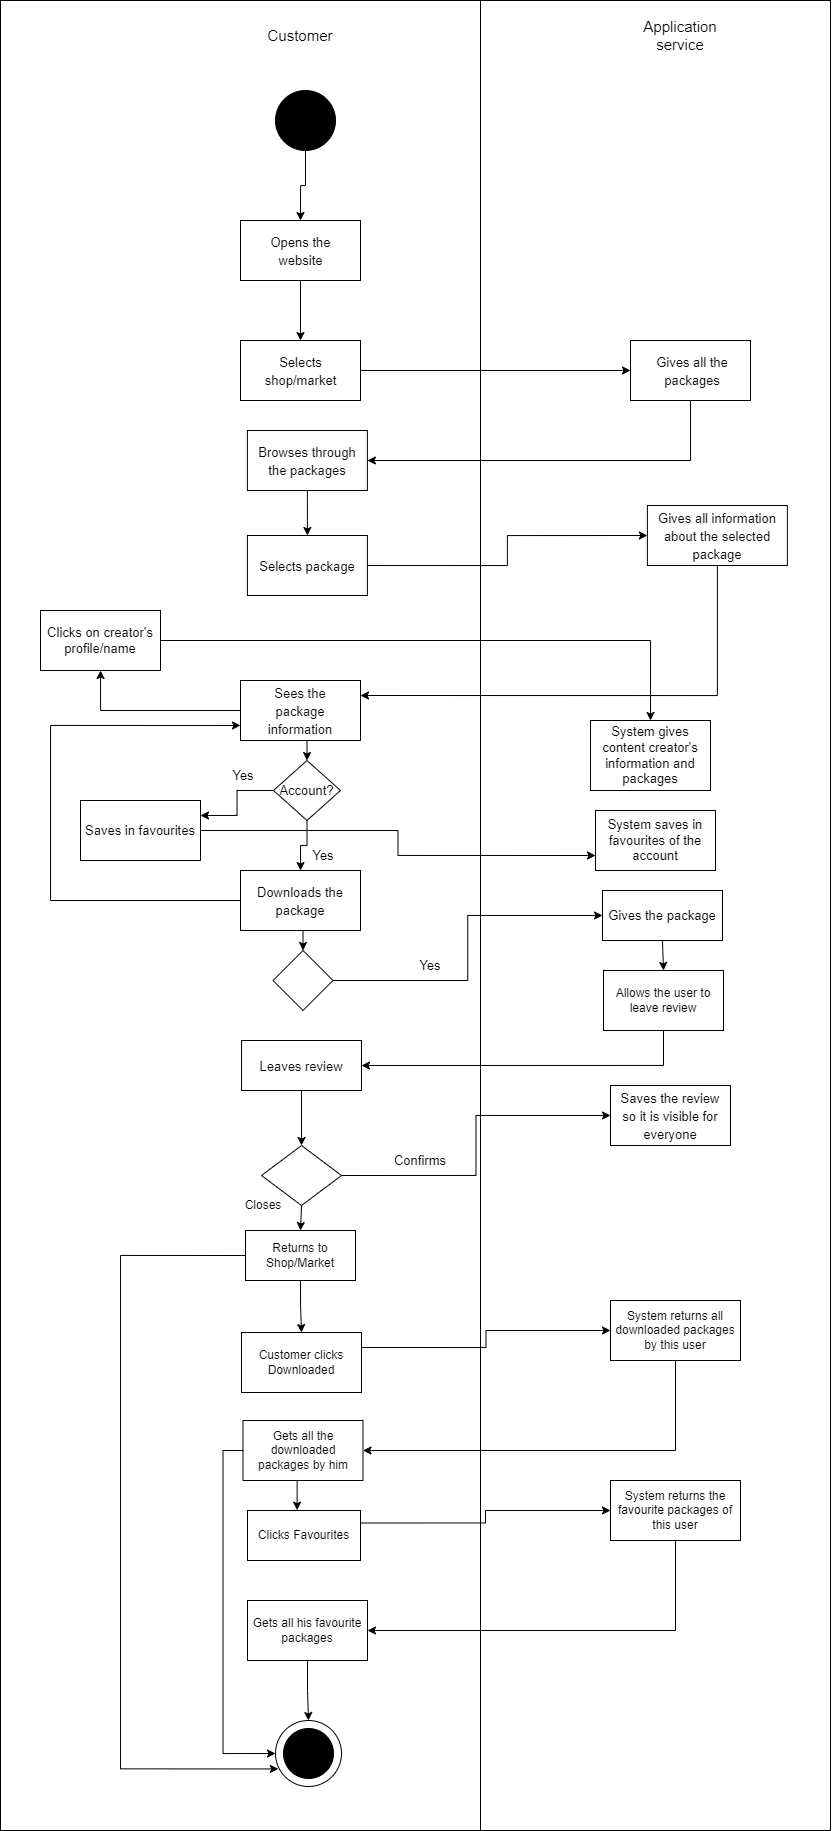 Customer
Application
service
Opens the
website
Selects
shop/market
Gives all the
packages
Browses through
the packages
Gives all information
about the selected
package
Selects package
Clicks on creator's
profile/name
Sees the
package
information
System gives
content creator's
information and
packages
Yes
Account?
Saves in favourites
System saves in
favourites of the
account
Yes
Downloads the
package
Gives the package
Yes
Allows the user to
leave review
Leaves review
Saves the review
so it is visible for
everyone
Confirms
Closes
Returns to
Shop/Market
System returns all
downloaded packages
by this user
Customer clicks
Downloaded
Gets all the
downloaded
packages by him
System returns the
favourite packages of
this user
Clicks Favourites
Gets all his favourite
packages